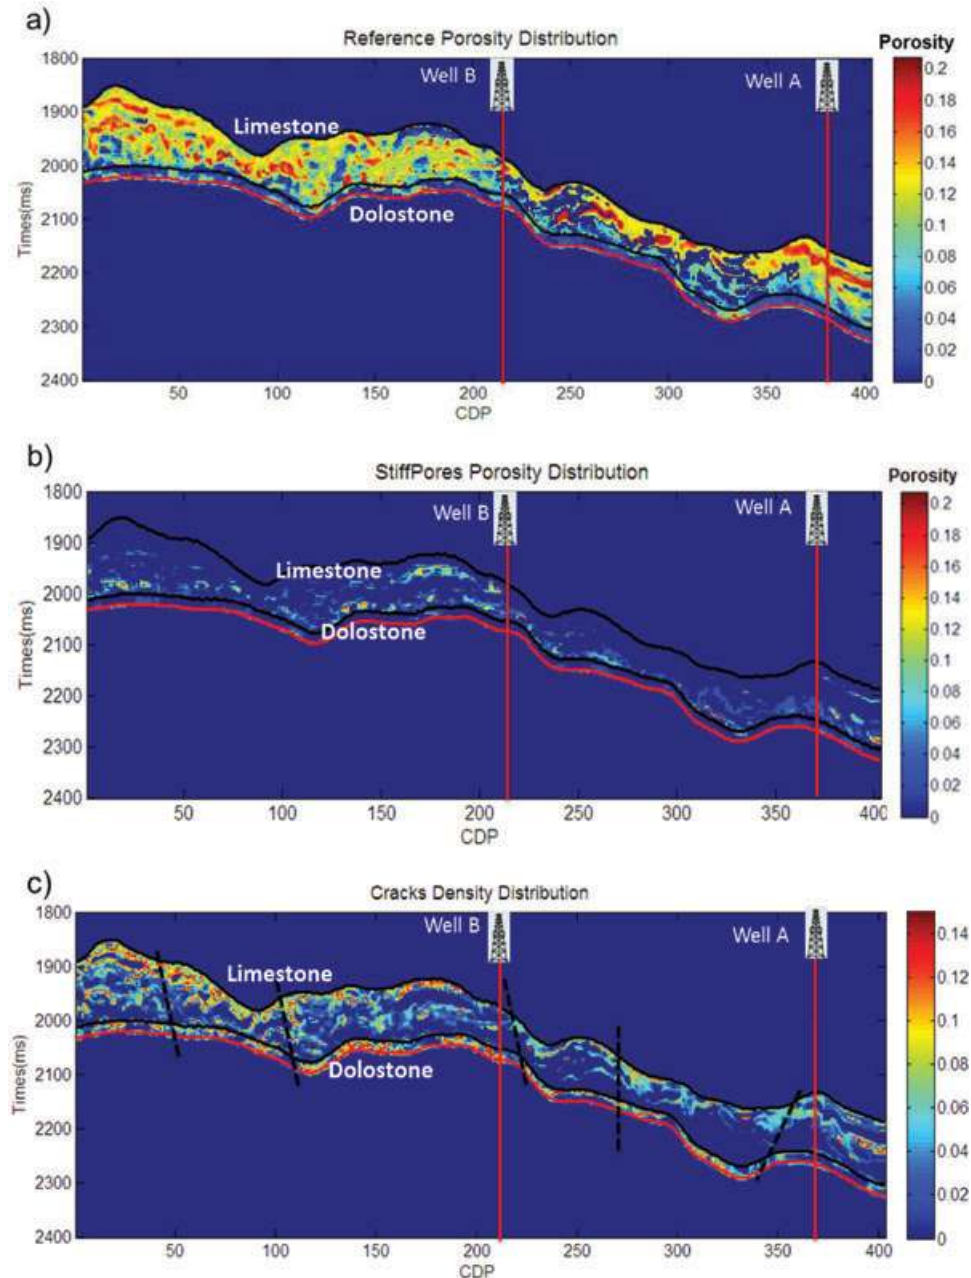 a)
Reference Porosity Distribution
Porosity
1800
1900
2000
2100
2200
2300
2400
Times(ms)
Well B
Well A
Limestone
Dolostone
50
100
150
200
250
300
350
400
CDP
0.2
0.18
0.16
0.14
0.12
0.1
0.08
0.06
0.04
0.02
0
b)
StiffPores Porosity Distribution
Porosity
1800
1900
2000
2100
2200
2300
2400
Times(ms)
Well B
Well A
Limestone
Dolostone
50
100
150
200
250
300
350
400
CDP
0.2
0.18
0.16
0.14
0.12
0.1
0.08
0.06
0.04
0.02
0
c)
Cracks Density Distribution
1800
1900
2000
2100
2200
2300
2400
Times(ms)
Well B
Well A
Limestone
Dolostone
50
100
150
200
250
300
350
400
CDP
0.14
0.12
0.1
0.08
0.06
0.04
0.02
0